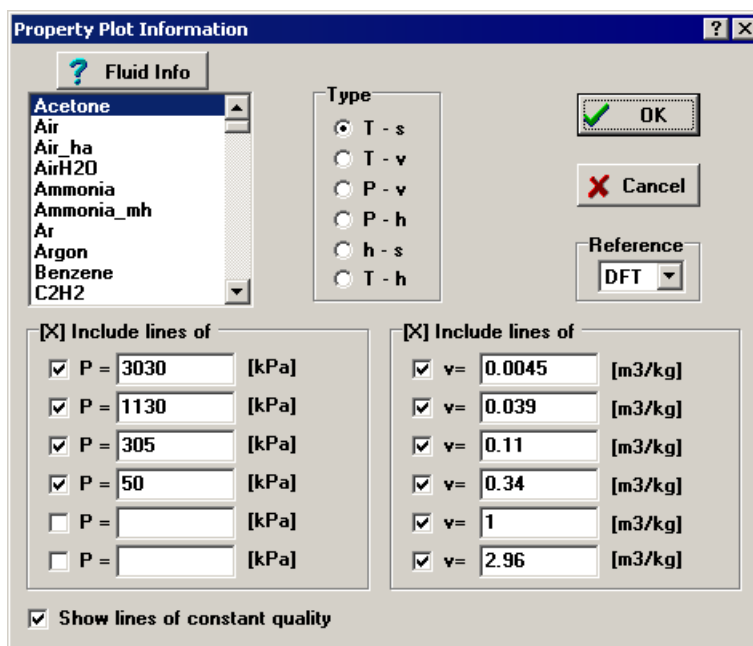 Property Plot Information
? Fluid Info
Acetone
Air
Air_ha
AirH2O
Ammonia
Ammonia_mh
Ar
Argon
Benzene
C2H2
Type
T - s
T - v
P - v
P - h
h - s
T - h
OK
Cancel
Reference
DFT
[X] Include lines of
P = 3030 [kPa]
P = 1130 [kPa]
P = 305 [kPa]
P = 50 [kPa]
P = [kPa]
P = [kPa]
[X] Include lines of
v= 0.0045 [m3/kg]
v= 0.039 [m3/kg]
v= 0.11 [m3/kg]
v= 0.34 [m3/kg]
v= 1 [m3/kg]
v= 2.96 [m3/kg]
Show lines of constant quality